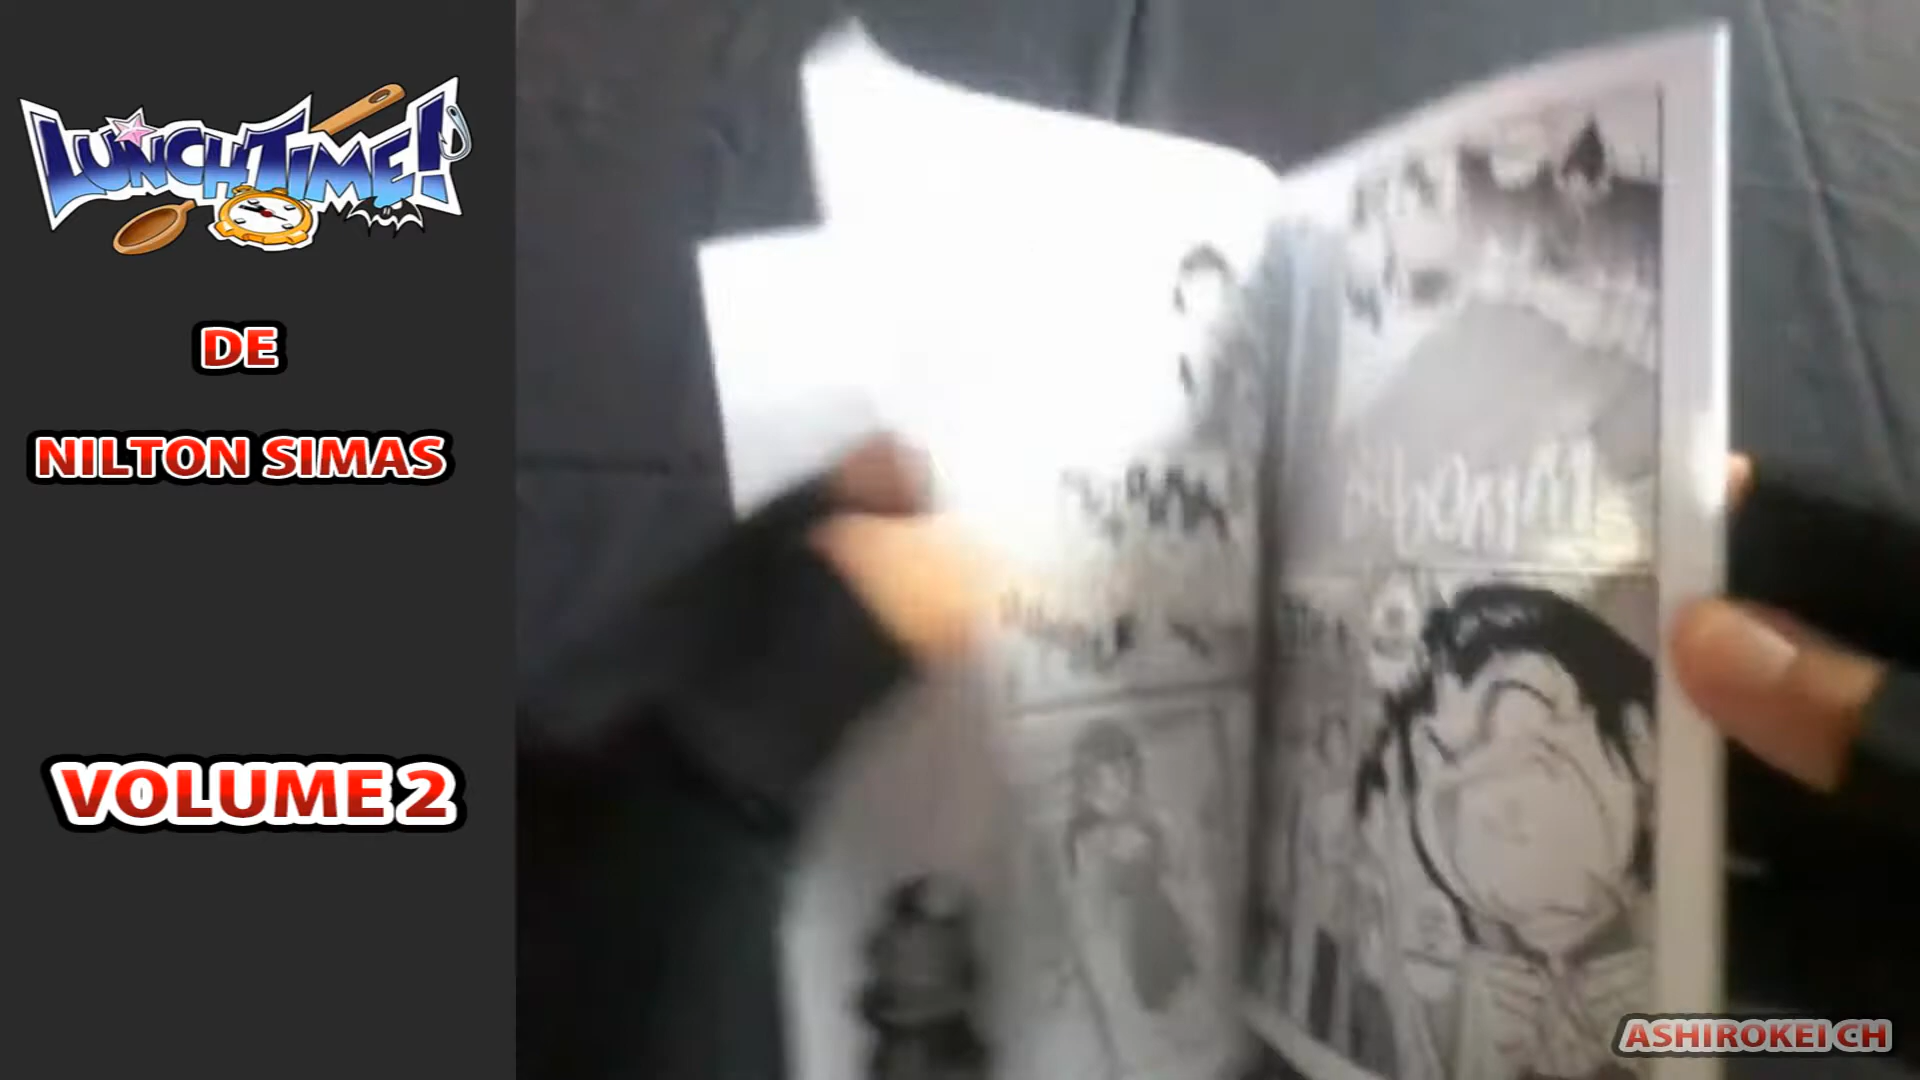 LUNCHTIME!
DE
NILTON SIMAS
VOLUME 2
ASHIROKEI CH